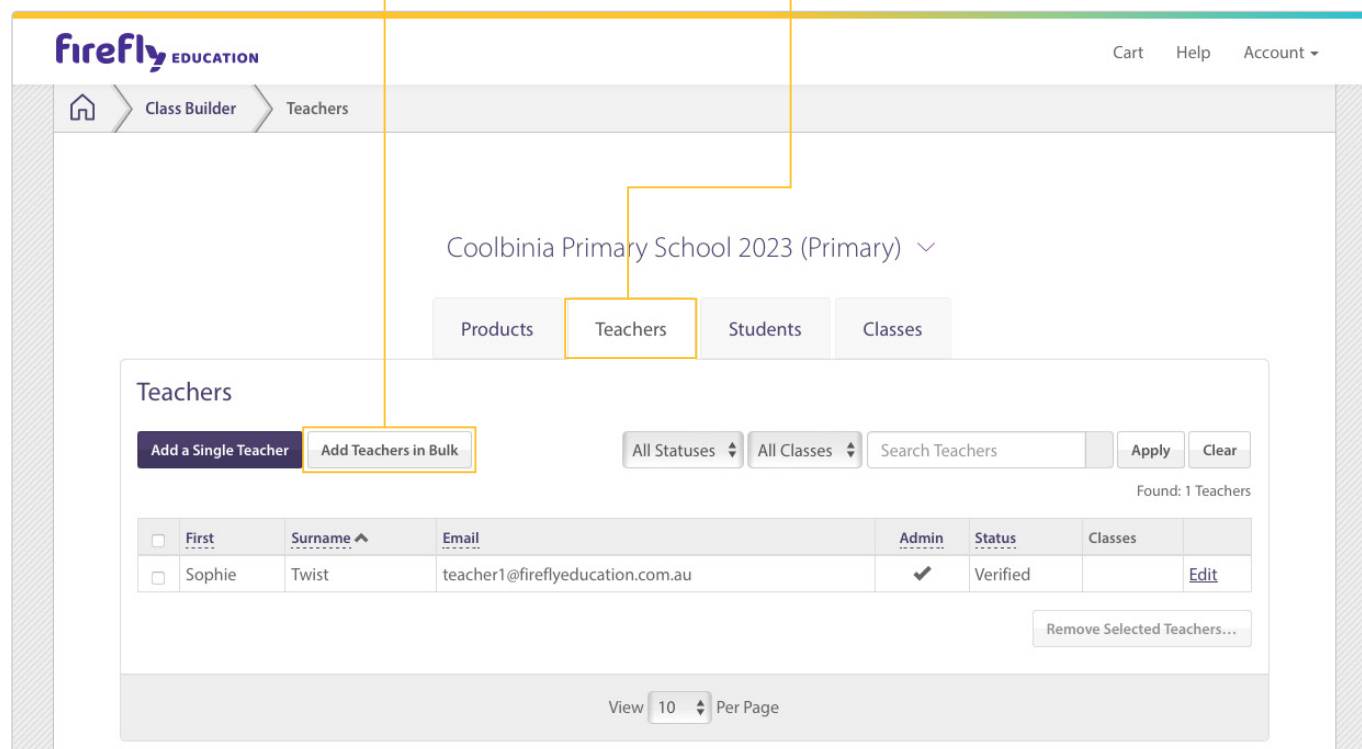 firefly EDUCATION
Cart Help Account
Class Builder Teachers
Coolbinia Primary School 2023 (Primary)
Products Teachers Students Classes
Teachers
Add a Single Teacher Add Teachers in Bulk All Statuses All Classes Search Teachers Apply Clear
Found: 1 Teachers
First Surname Email Admin Status Classes
Sophie Twist teacher1@fireflyeducation.com.au ✔ Verified Edit
Remove Selected Teachers...
View 10 Per Page